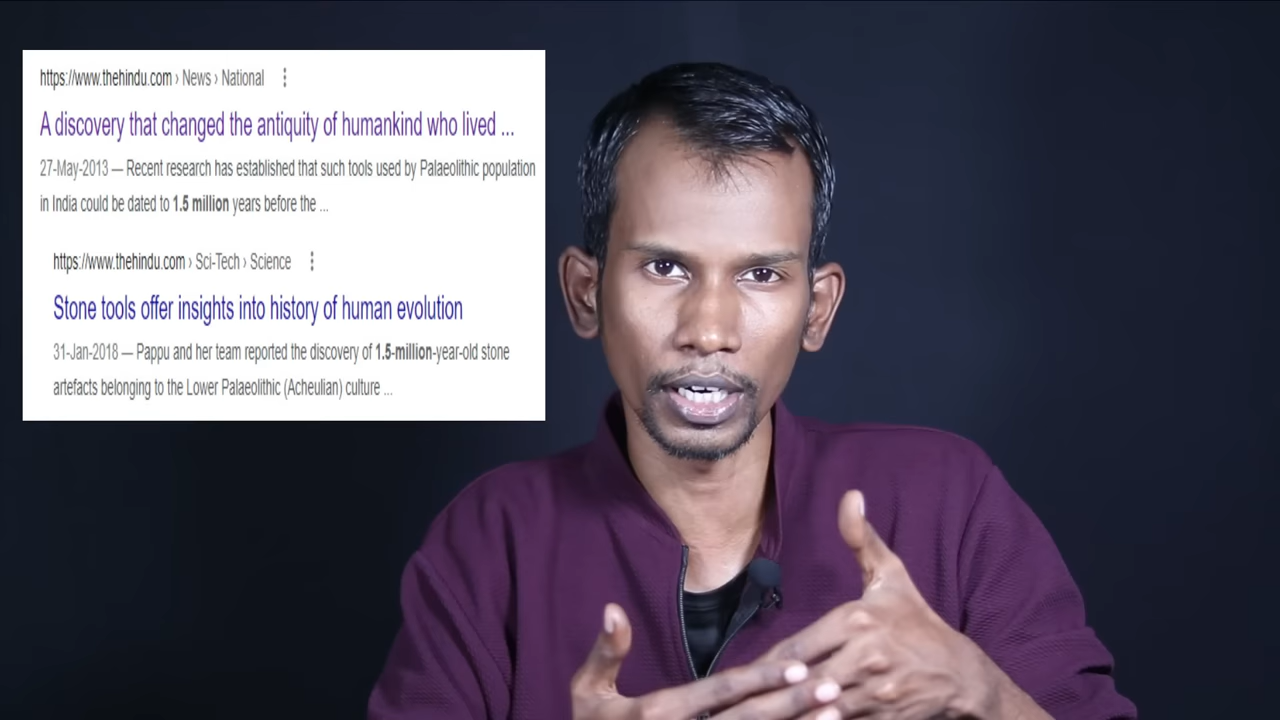 https://www.thehindu.com › News › National ⋮
A discovery that changed the antiquity of humankind who lived ...
27-May-2013 — Recent research has established that such tools used by Palaeolithic population
in India could be dated to 1.5 million years before the ...
https://www.thehindu.com › Sci-Tech › Science ⋮
Stone tools offer insights into history of human evolution
31-Jan-2018 — Pappu and her team reported the discovery of 1.5-million-year-old stone
artefacts belonging to the Lower Palaeolithic (Acheulian) culture ...